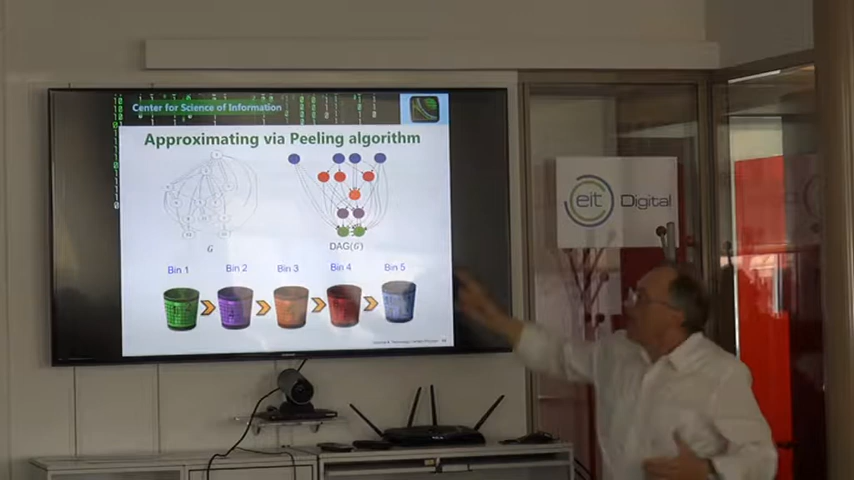 Center for Science of Information
Approximating via Peeling algorithm
G
DAG(G)
Bin 1
Bin 2
Bin 3
Bin 4
Bin 5
eit Digital